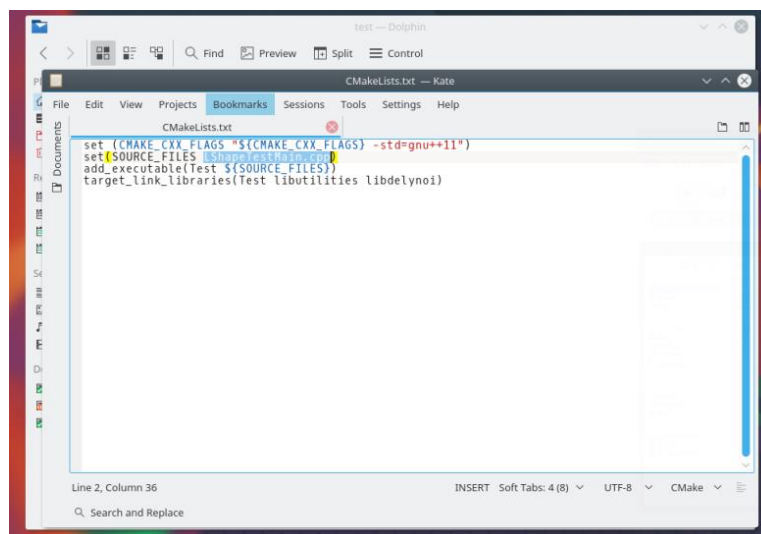 test — Dolphin
Find Preview Split Control
CMakeLists.txt — Kate
File Edit View Projects Bookmarks Sessions Tools Settings Help
CMakeLists.txt
Documents
set (CMAKE_CXX_FLAGS "${CMAKE_CXX_FLAGS} -std=gnu++11")
set(SOURCE_FILES LShapeTestMain.cpp)
add_executable(Test ${SOURCE_FILES})
target_link_libraries(Test libutilities libdelynoi)
Line 2, Column 36 INSERT Soft Tabs: 4 (8) UTF-8 CMake
Search and Replace